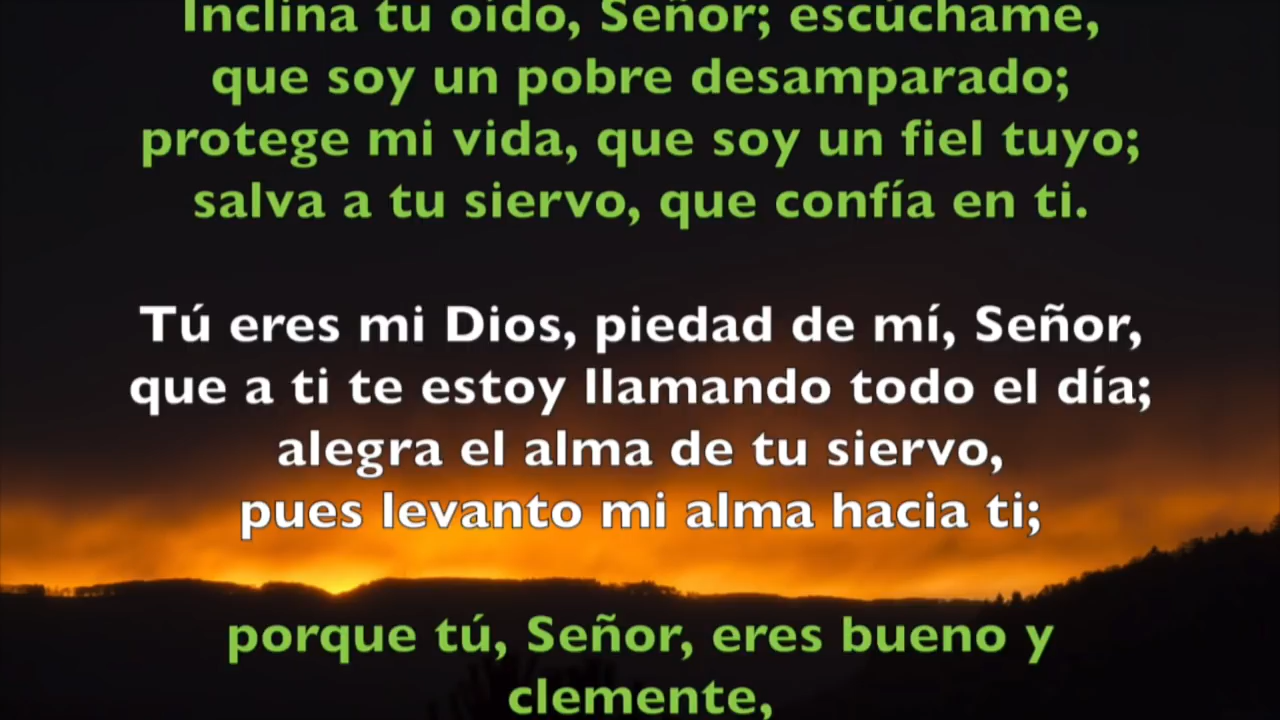 Inclina tu oído, Señor; escúchame,
que soy un pobre desamparado;
protege mi vida, que soy un fiel tuyo;
salva a tu siervo, que confía en ti.
Tú eres mi Dios, piedad de mí, Señor,
que a ti te estoy llamando todo el día;
alegra el alma de tu siervo,
pues levanto mi alma hacia ti;
porque tú, Señor, eres bueno y
clemente,